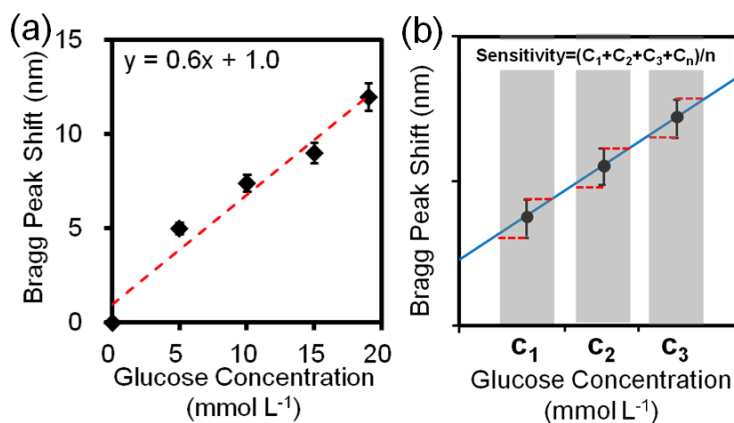 (a)
y = 0.6x + 1.0
Bragg Peak Shift (nm)
15
10
5
0
0 5 10 15 20
Glucose Concentration
(mmol L⁻¹)
(b)
Sensitivity=(C₁+C₂+C₃+Cₙ)/n
Bragg Peak Shift (nm)
c₁ c₂ c₃
Glucose Concentration
(mmol L⁻¹)